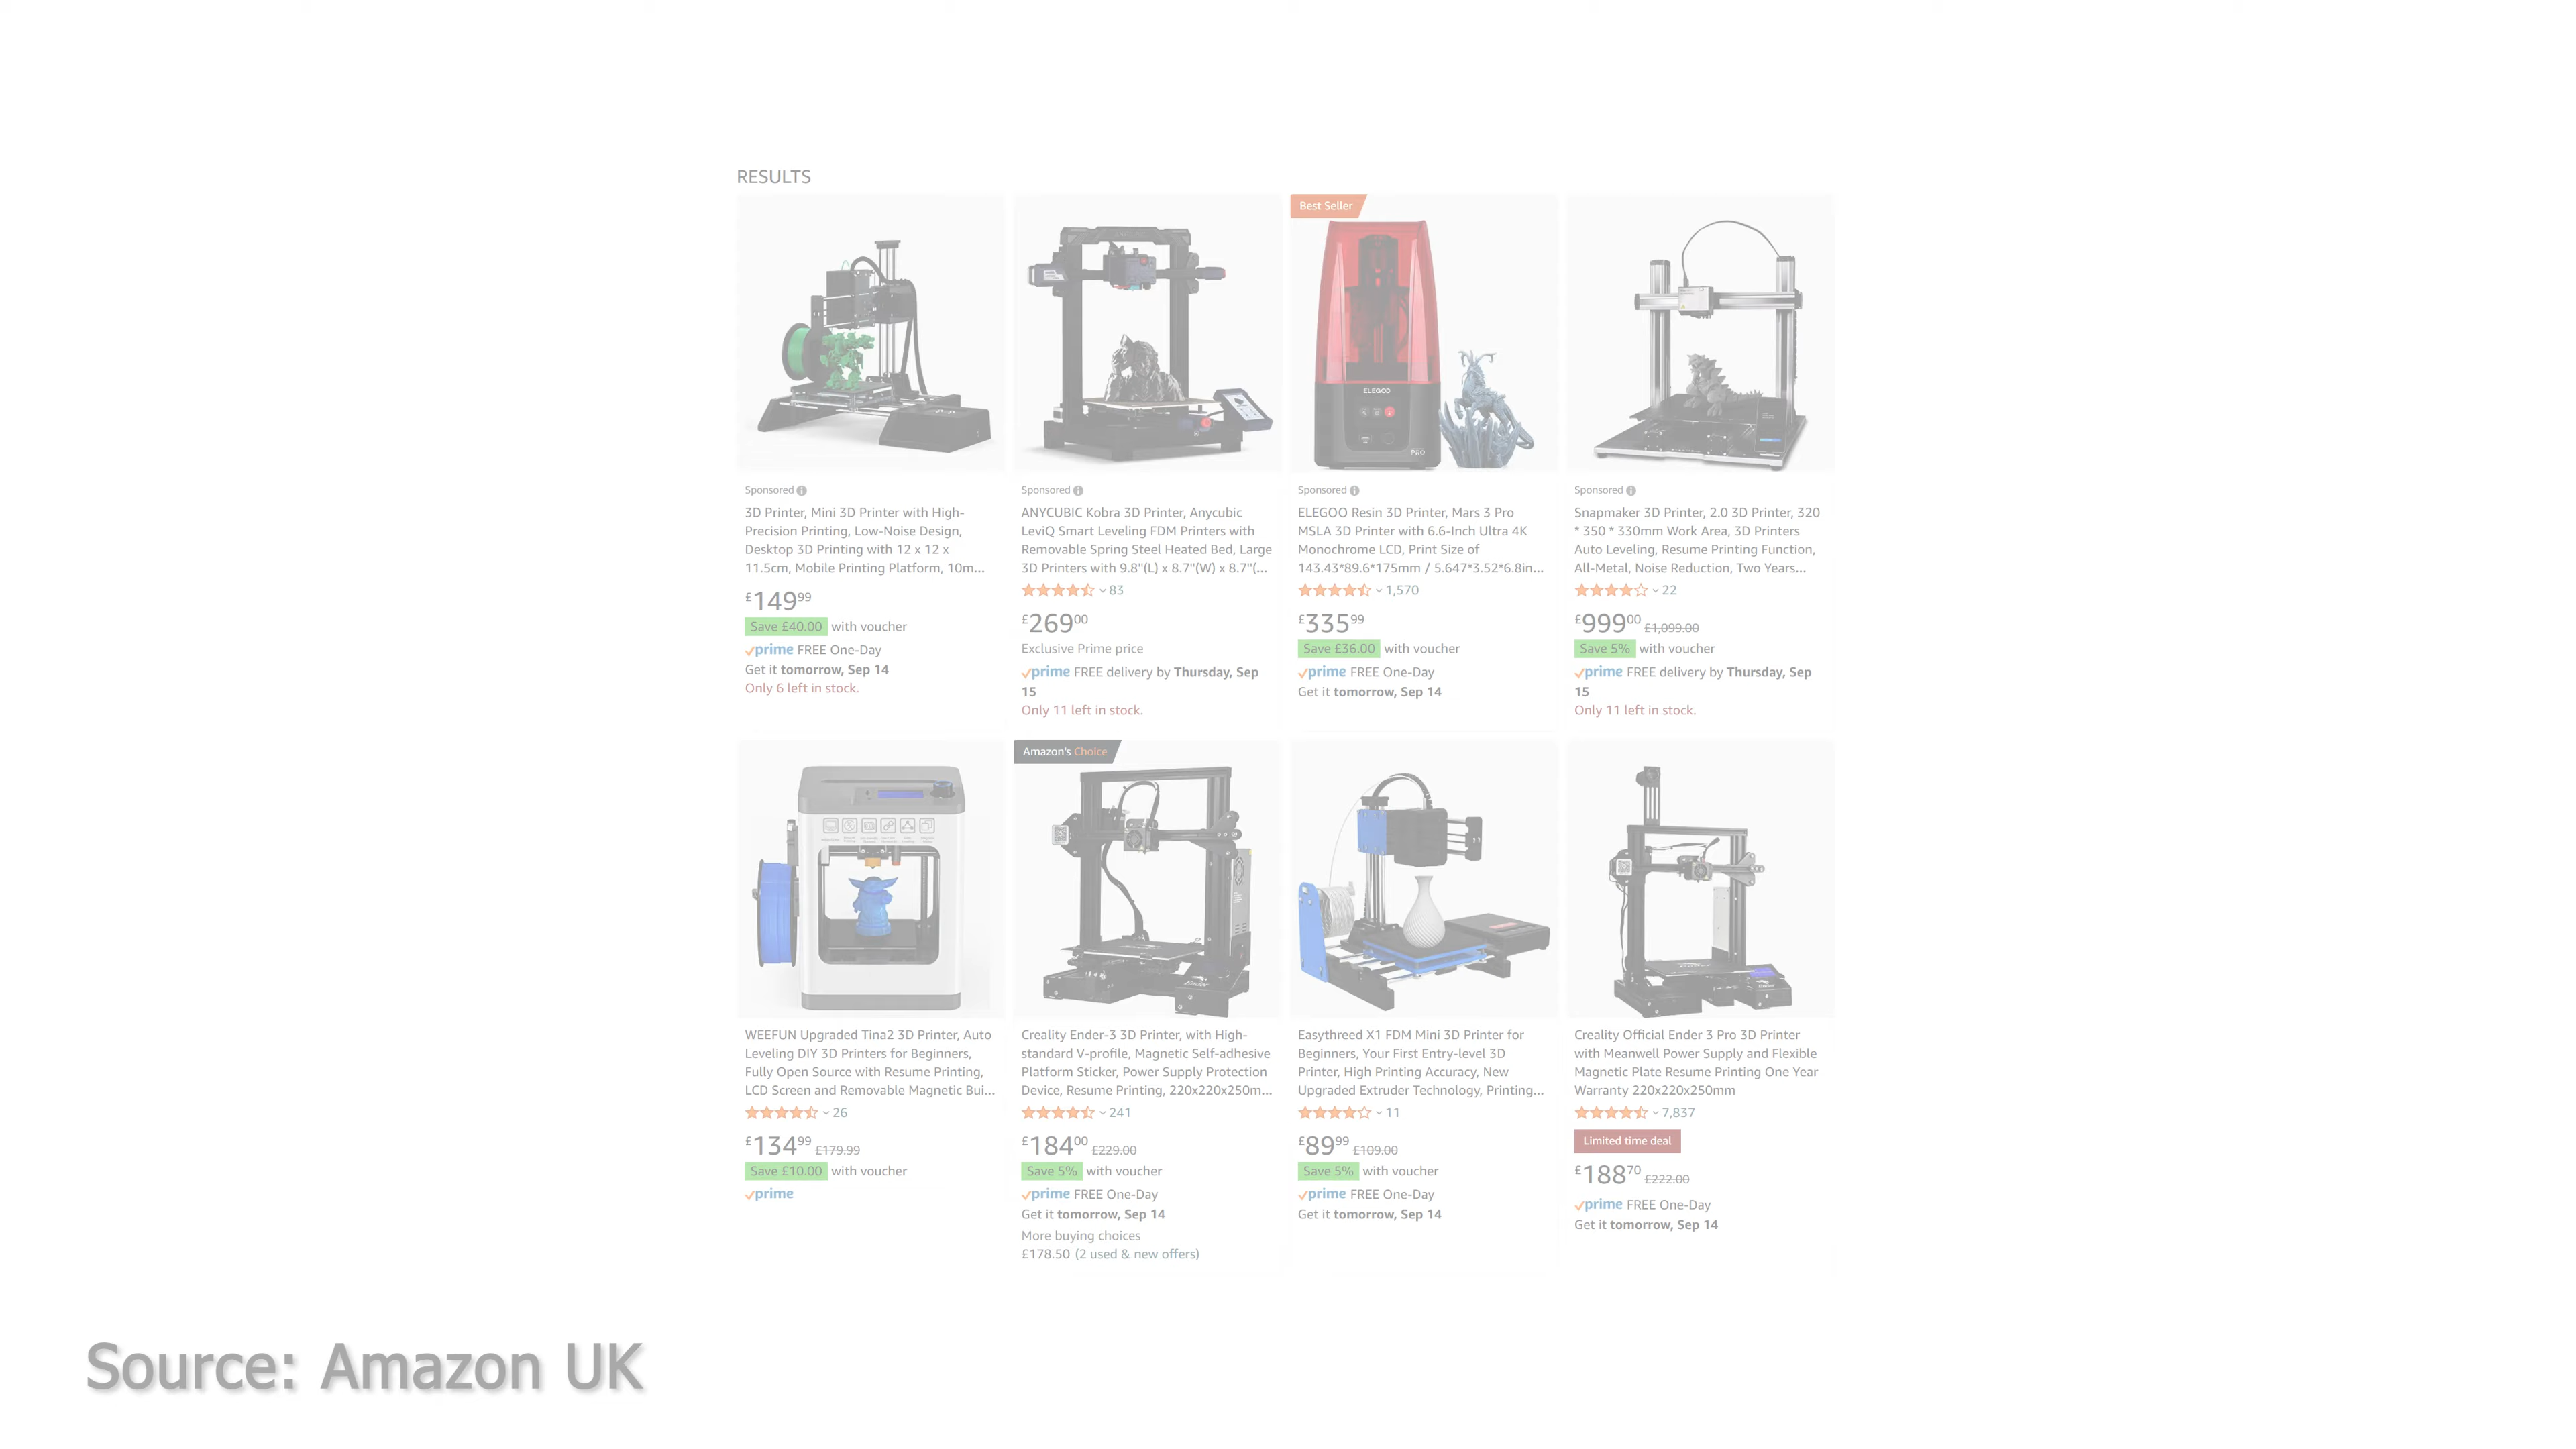 RESULTS
Best Seller
ELEGOO
PRO
Sponsored
3D Printer, Mini 3D Printer with High-
Precision Printing, Low-Noise Design,
Desktop 3D Printing with 12 x 12 x
11.5cm, Mobile Printing Platform, 10m...
£149.99
Save £40.00 with voucher
prime FREE One-Day
Get it tomorrow, Sep 14
Only 6 left in stock.
Sponsored
ANYCUBIC Kobra 3D Printer, Anycubic
LeviQ Smart Leveling FDM Printers with
Removable Spring Steel Heated Bed, Large
3D Printers with 9.8''(L) x 8.7''(W) x 8.7''(...
83
£269.00
Exclusive Prime price
prime FREE delivery by Thursday, Sep
15
Only 11 left in stock.
Sponsored
ELEGOO Resin 3D Printer, Mars 3 Pro
MSLA 3D Printer with 6.6-Inch Ultra 4K
Monochrome LCD, Print Size of
143.43*89.6*175mm / 5.647*3.52*6.8in...
1,570
£335.99
Save £36.00 with voucher
prime FREE One-Day
Get it tomorrow, Sep 14
Sponsored
Snapmaker 3D Printer, 2.0 3D Printer, 320
* 350 * 330mm Work Area, 3D Printers
Auto Leveling, Resume Printing Function,
All-Metal, Noise Reduction, Two Years...
22
£999.00 £1,099.00
Save 5% with voucher
prime FREE delivery by Thursday, Sep
15
Only 11 left in stock.
WEEFUN Upgraded Tina2 3D Printer, Auto
Leveling DIY 3D Printers for Beginners,
Fully Open Source with Resume Printing,
LCD Screen and Removable Magnetic Bui...
26
£134.99 £179.99
Save £10.00 with voucher
prime
Amazon's Choice
Creality Ender-3 3D Printer, with High-
standard V-profile, Magnetic Self-adhesive
Platform Sticker, Power Supply Protection
Device, Resume Printing, 220x220x250m...
241
£184.00 £229.00
Save 5% with voucher
prime FREE One-Day
Get it tomorrow, Sep 14
More buying choices
£178.50 (2 used & new offers)
Easythreed X1 FDM Mini 3D Printer for
Beginners, Your First Entry-level 3D
Printer, High Printing Accuracy, New
Upgraded Extruder Technology, Printing...
11
£89.99 £109.00
Save 5% with voucher
prime FREE One-Day
Get it tomorrow, Sep 14
Creality Official Ender 3 Pro 3D Printer
with Meanwell Power Supply and Flexible
Magnetic Plate Resume Printing One Year
Warranty 220x220x250mm
7,837
Limited time deal
£188.70 £222.00
prime FREE One-Day
Get it tomorrow, Sep 14
Source: Amazon UK